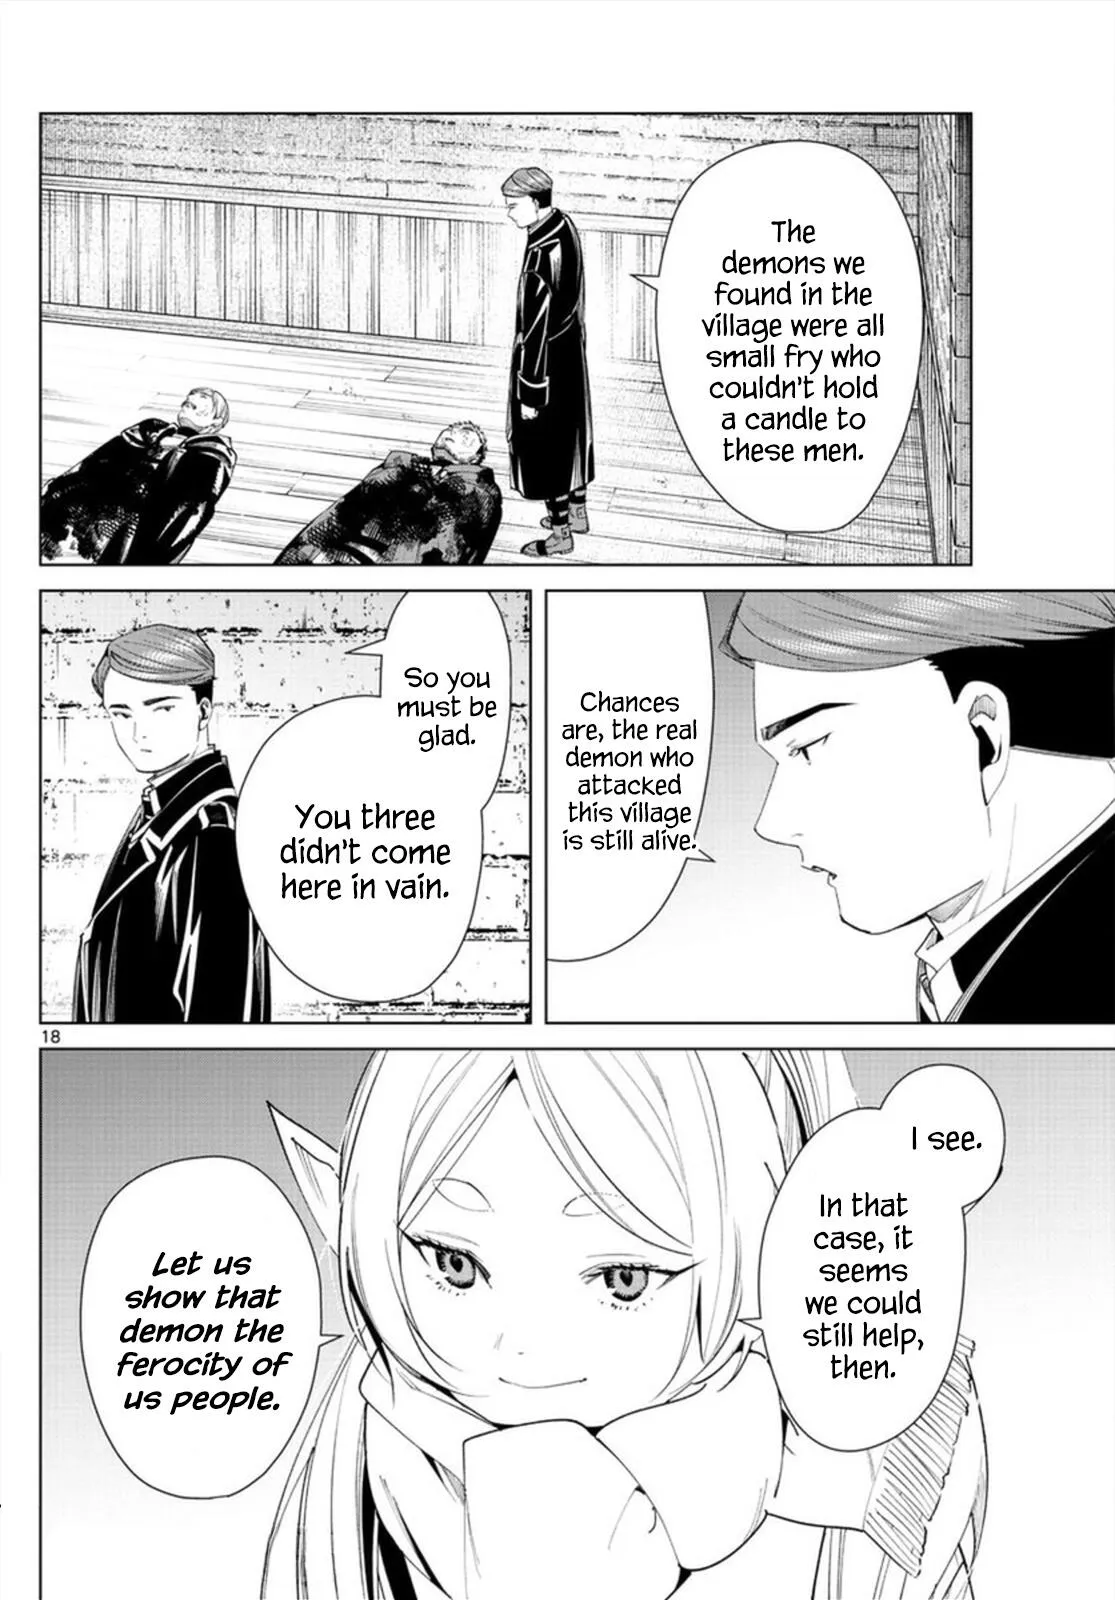 The
demons we
found in the
village were all
small fry who
couldn't hold
a candle to
these men.
Chances
are, the real
demon who
attacked
this village
is still alive.
So you
must be
glad.
You three
didn't come
here in vain.
18
I see.
In that
case, it
seems
we could
still help,
then.
Let us
show that
demon the
ferocity of
us people.